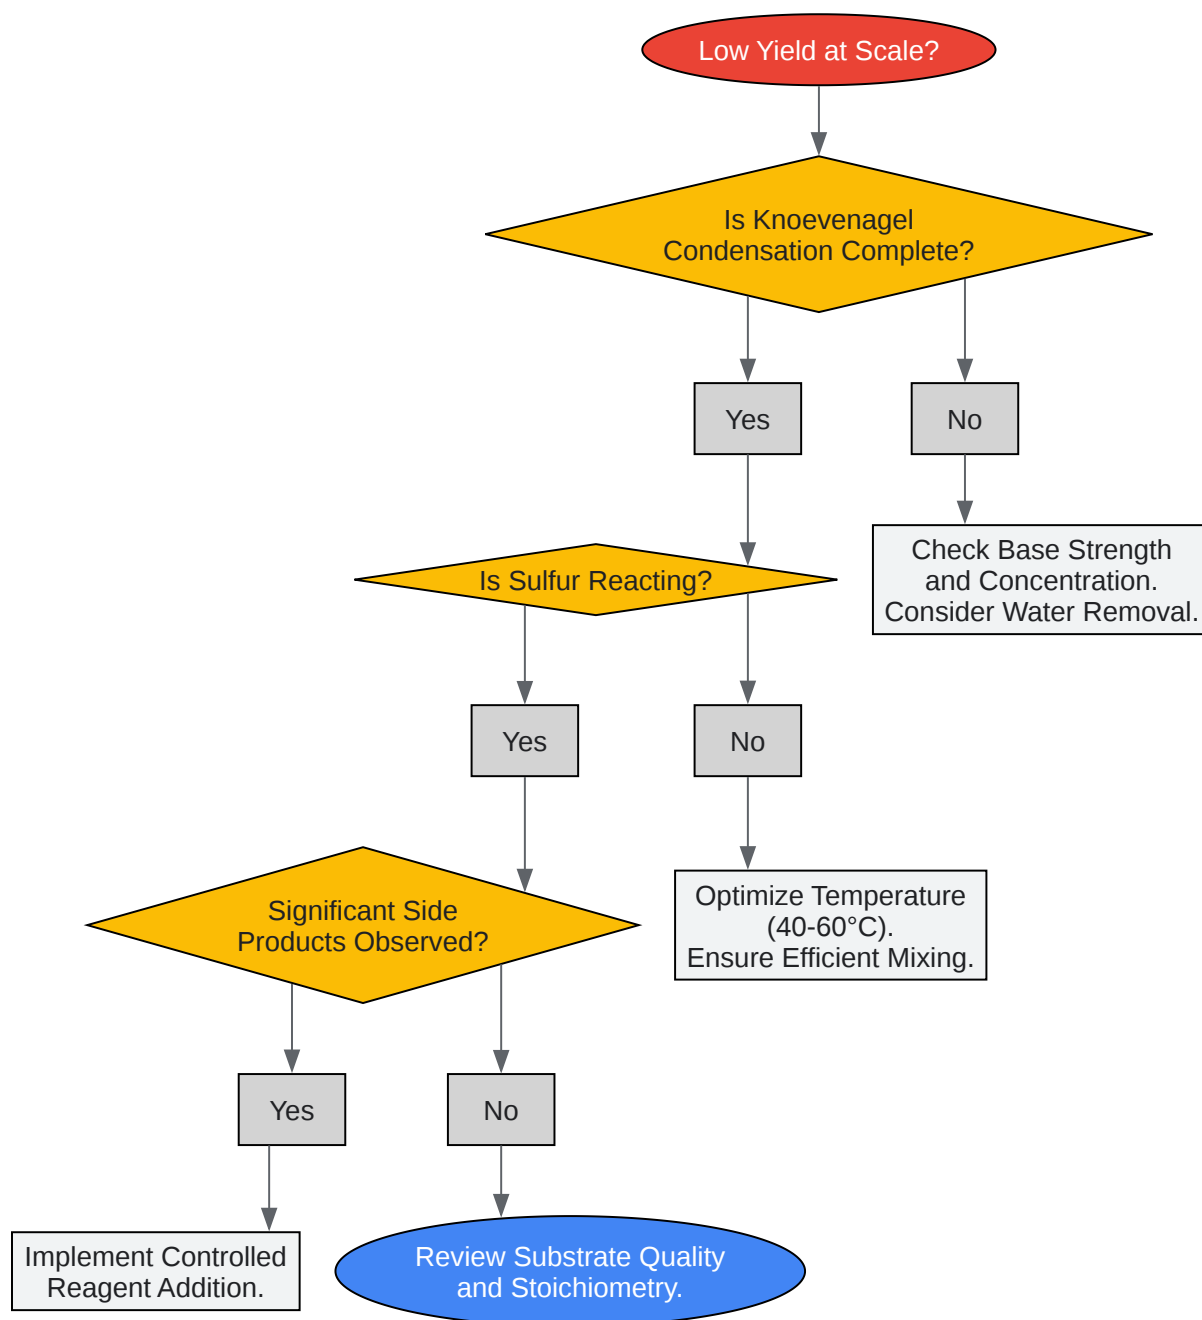 Low Yield at Scale?
Is Knoevenagel
Condensation Complete?
Yes
No
Check Base Strength
and Concentration.
Consider Water Removal.
Is Sulfur Reacting?
Yes
No
Optimize Temperature
(40-60°C).
Ensure Efficient Mixing.
Significant Side
Products Observed?
Yes
No
Implement Controlled
Reagent Addition.
Review Substrate Quality
and Stoichiometry.